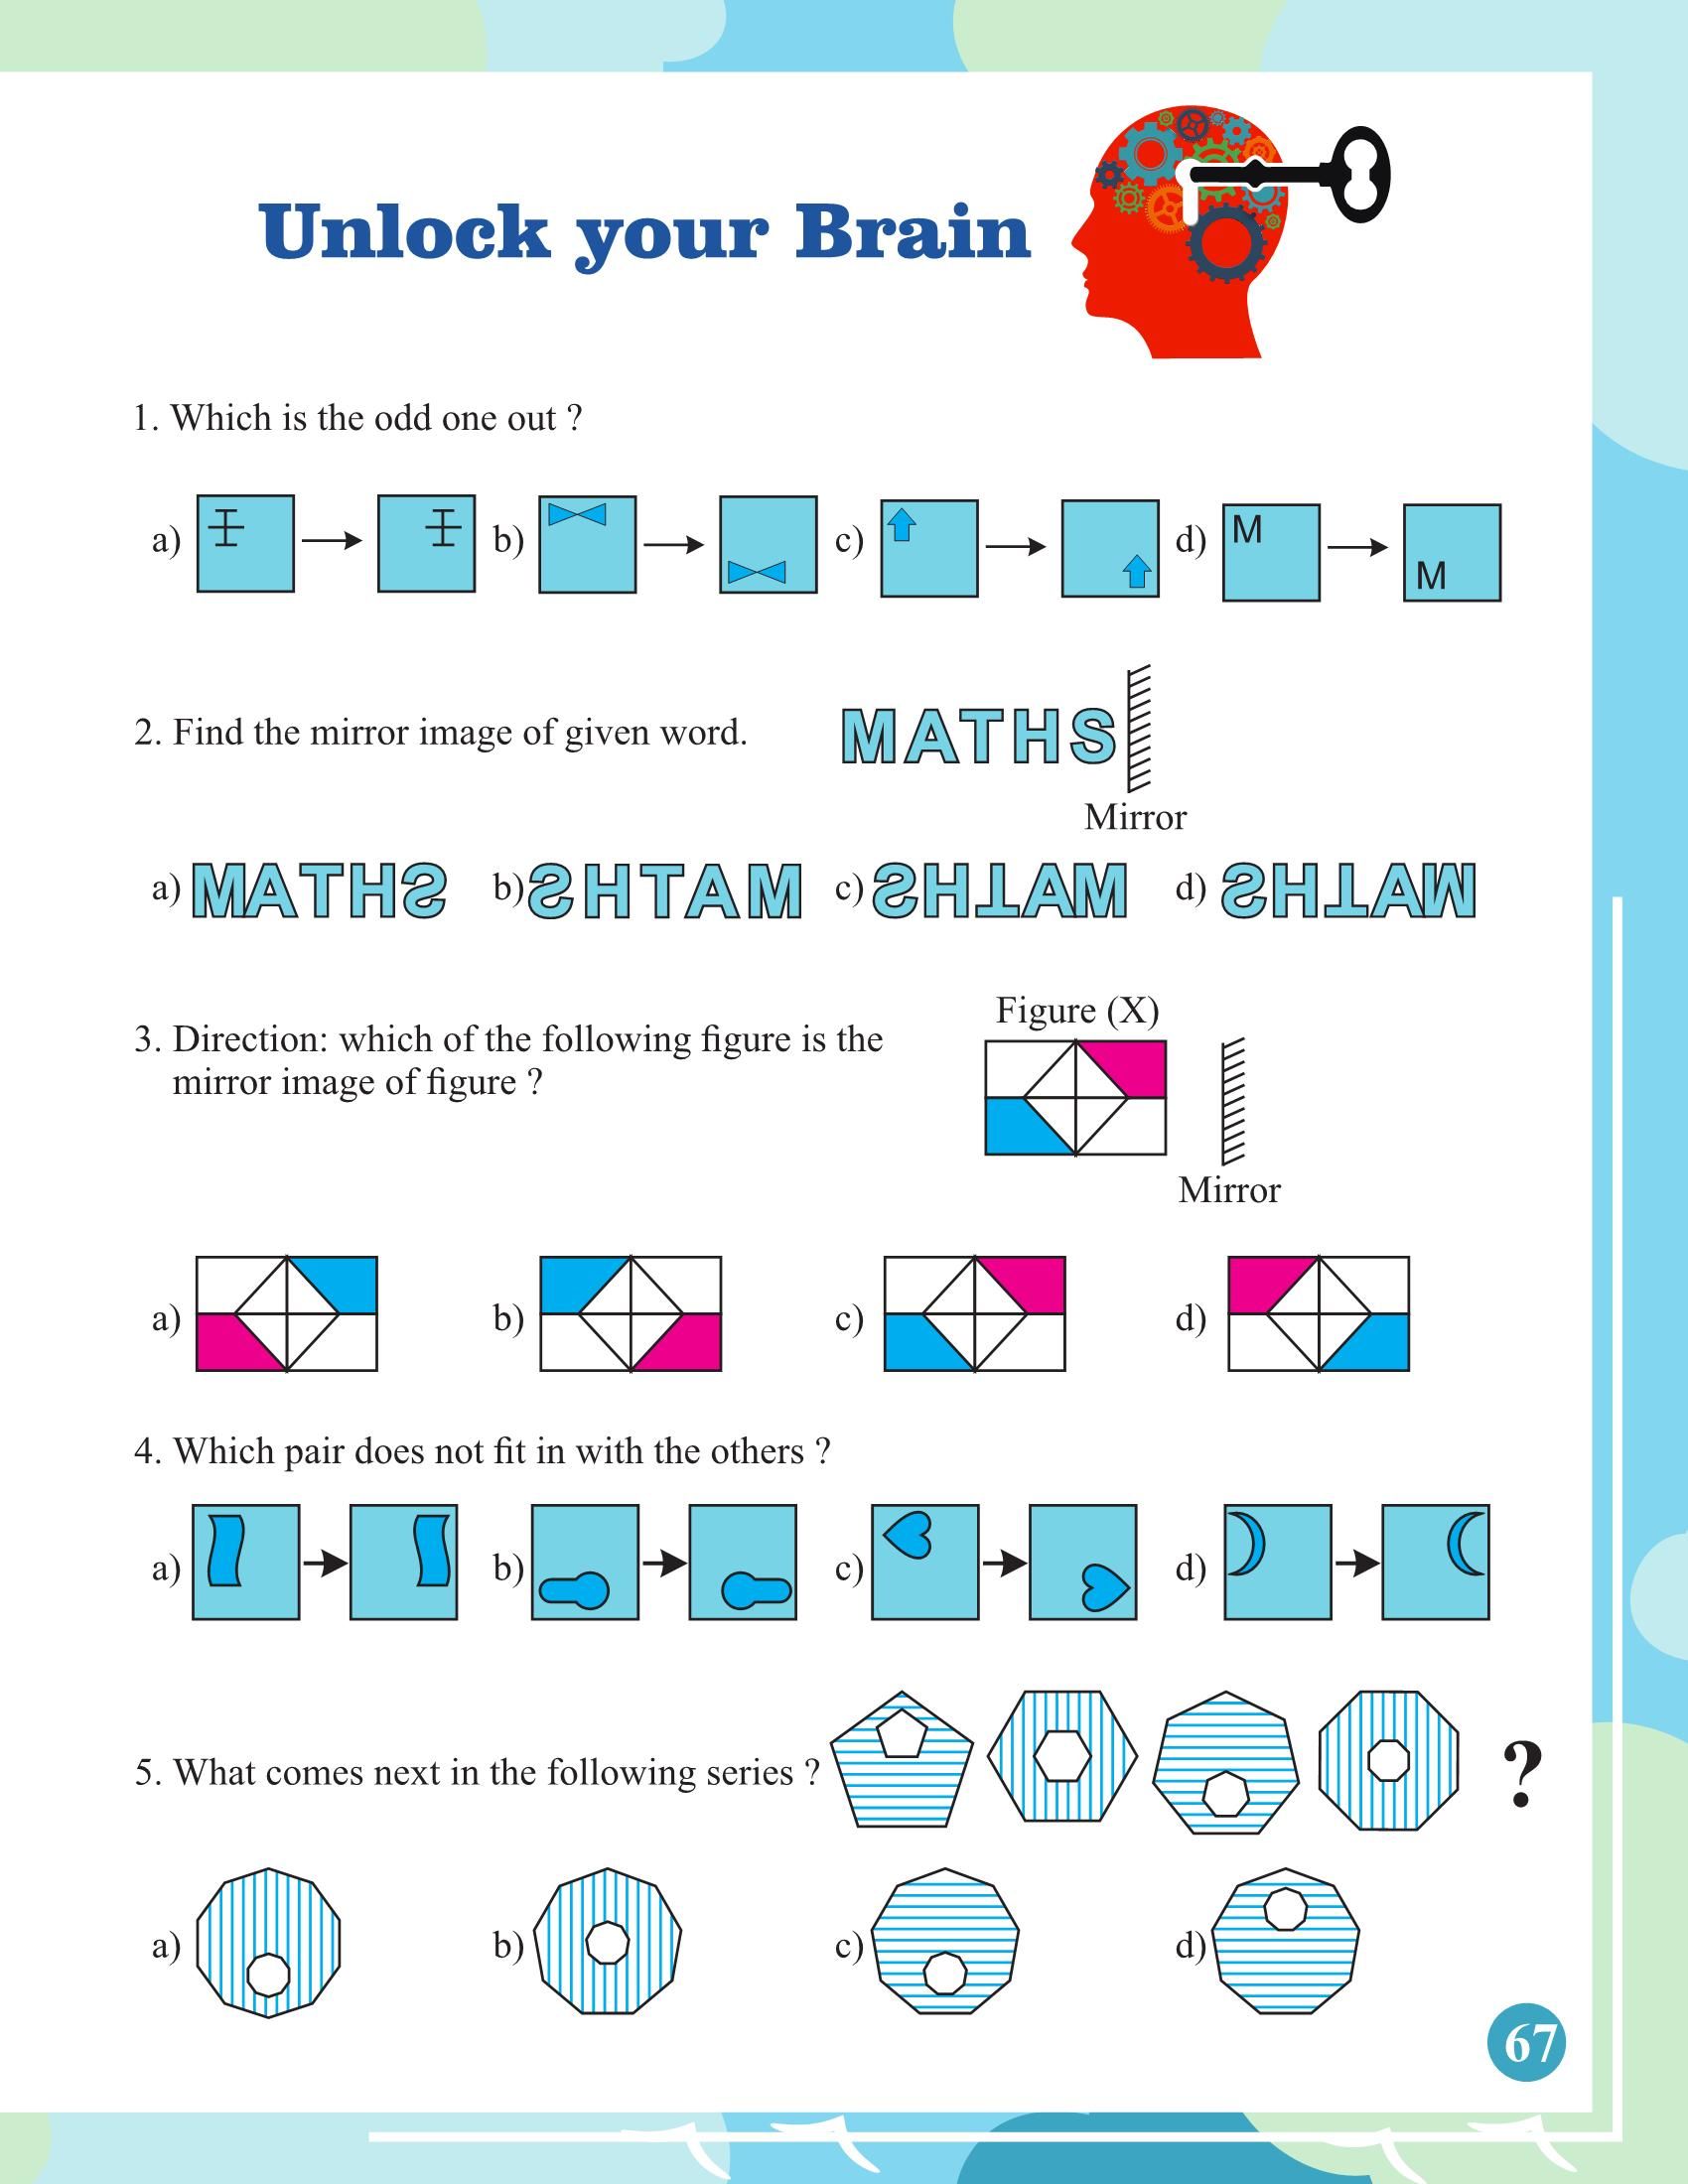 Unlock your Brain
1. Which is the odd one out ?
a) b) c) d) M M
2. Find the mirror image of given word. MATHS
Mirror
a) MATHS b) SHTAM c) SHTAM d) SHTAM
Figure (X)
3. Direction: which of the following figure is the
mirror image of figure ?
Mirror
a) b) c) d)
4. Which pair does not fit in with the others ?
a) b) c) d)
5. What comes next in the following series ? ?
a) b) c) d)
67